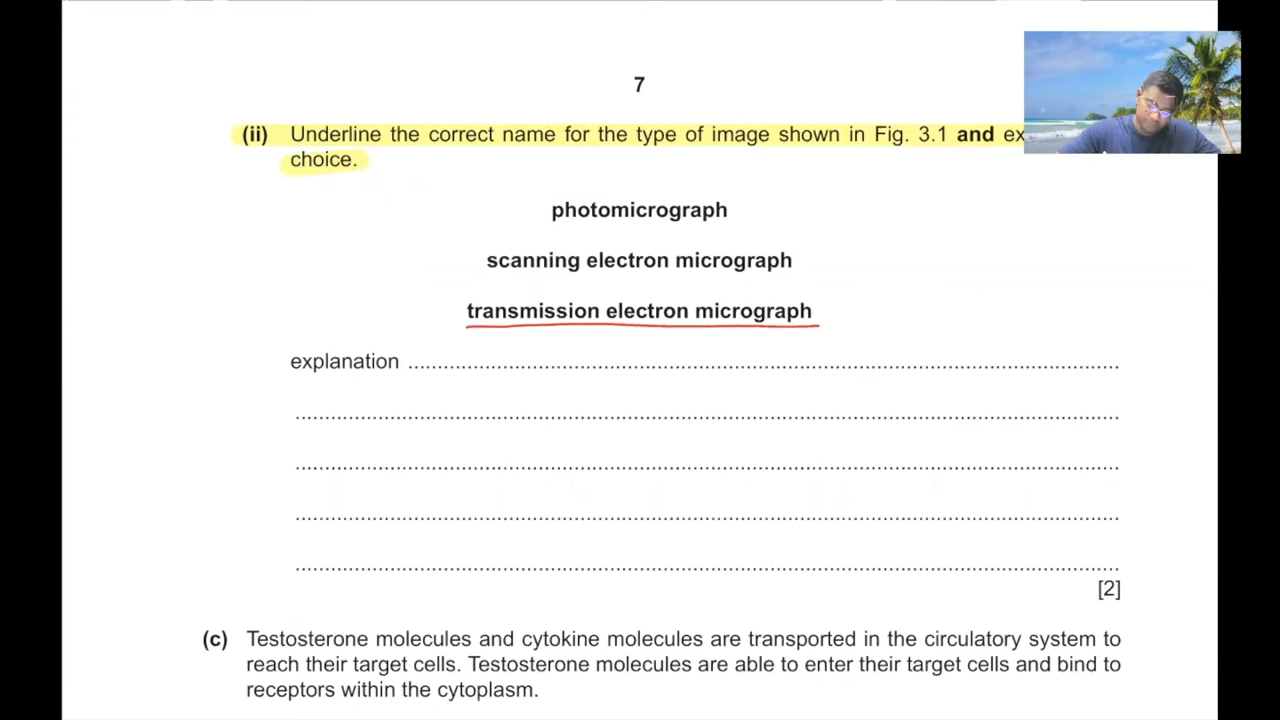 7
(ii) Underline the correct name for the type of image shown in Fig. 3.1 and
choice.
photomicrograph
scanning electron micrograph
transmission electron micrograph
explanation ........................................................................................................................
............................................................................................................................................
............................................................................................................................................
............................................................................................................................................
............................................................................................................................................
[2]
(c) Testosterone molecules and cytokine molecules are transported in the circulatory system to
reach their target cells. Testosterone molecules are able to enter their target cells and bind to
receptors within the cytoplasm.